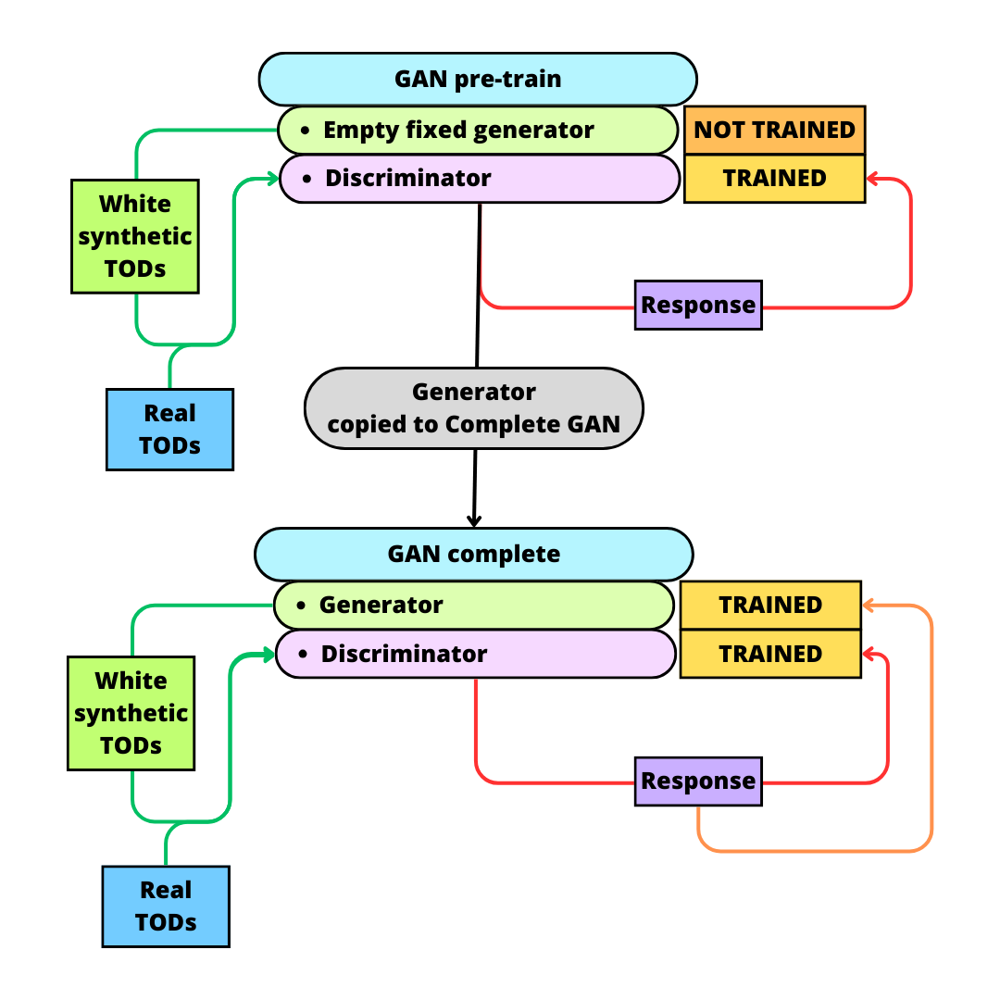 GAN pre-train
• Empty fixed generator
NOT TRAINED
• Discriminator
TRAINED
White
synthetic
TODs
Response
Real
TODs
Generator
copied to Complete GAN
GAN complete
• Generator
TRAINED
• Discriminator
TRAINED
White
synthetic
TODs
Response
Real
TODs